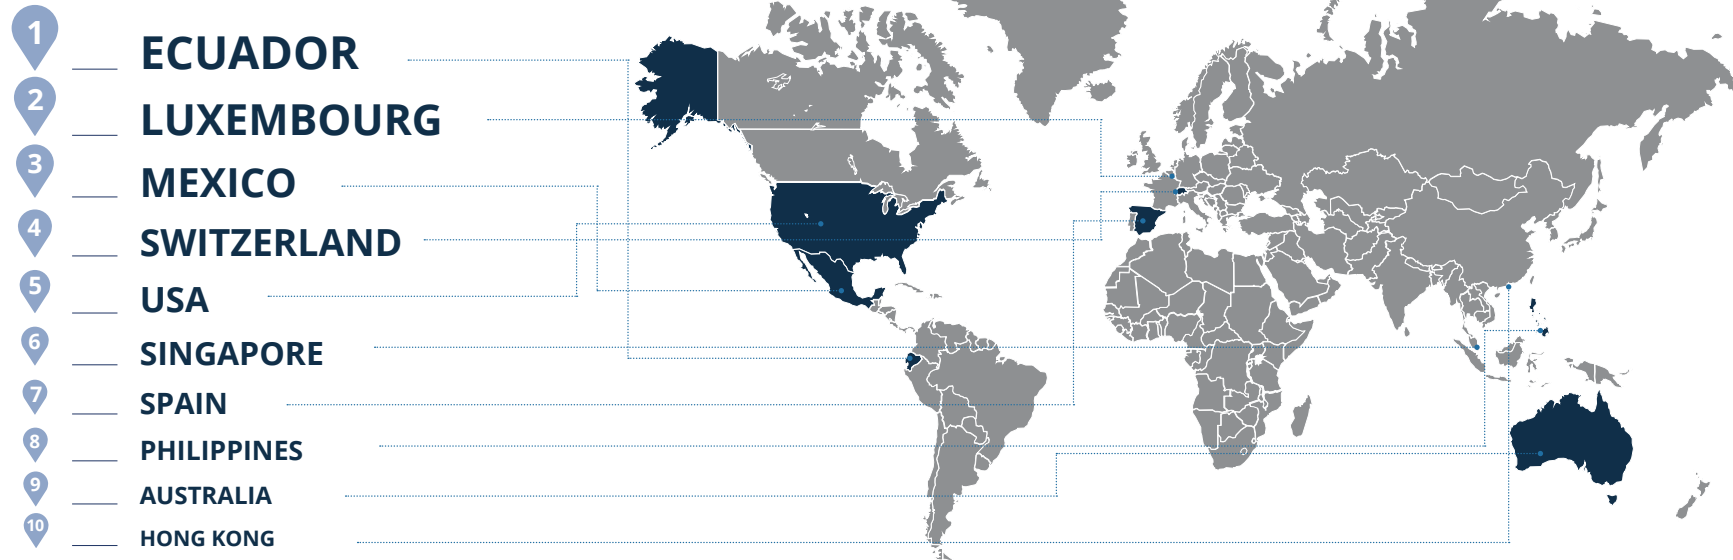 1 ECUADOR
2 LUXEMBOURG
3 MEXICO
4 SWITZERLAND
5 USA
6 SINGAPORE
7 SPAIN
8 PHILIPPINES
9 AUSTRALIA
10 HONG KONG